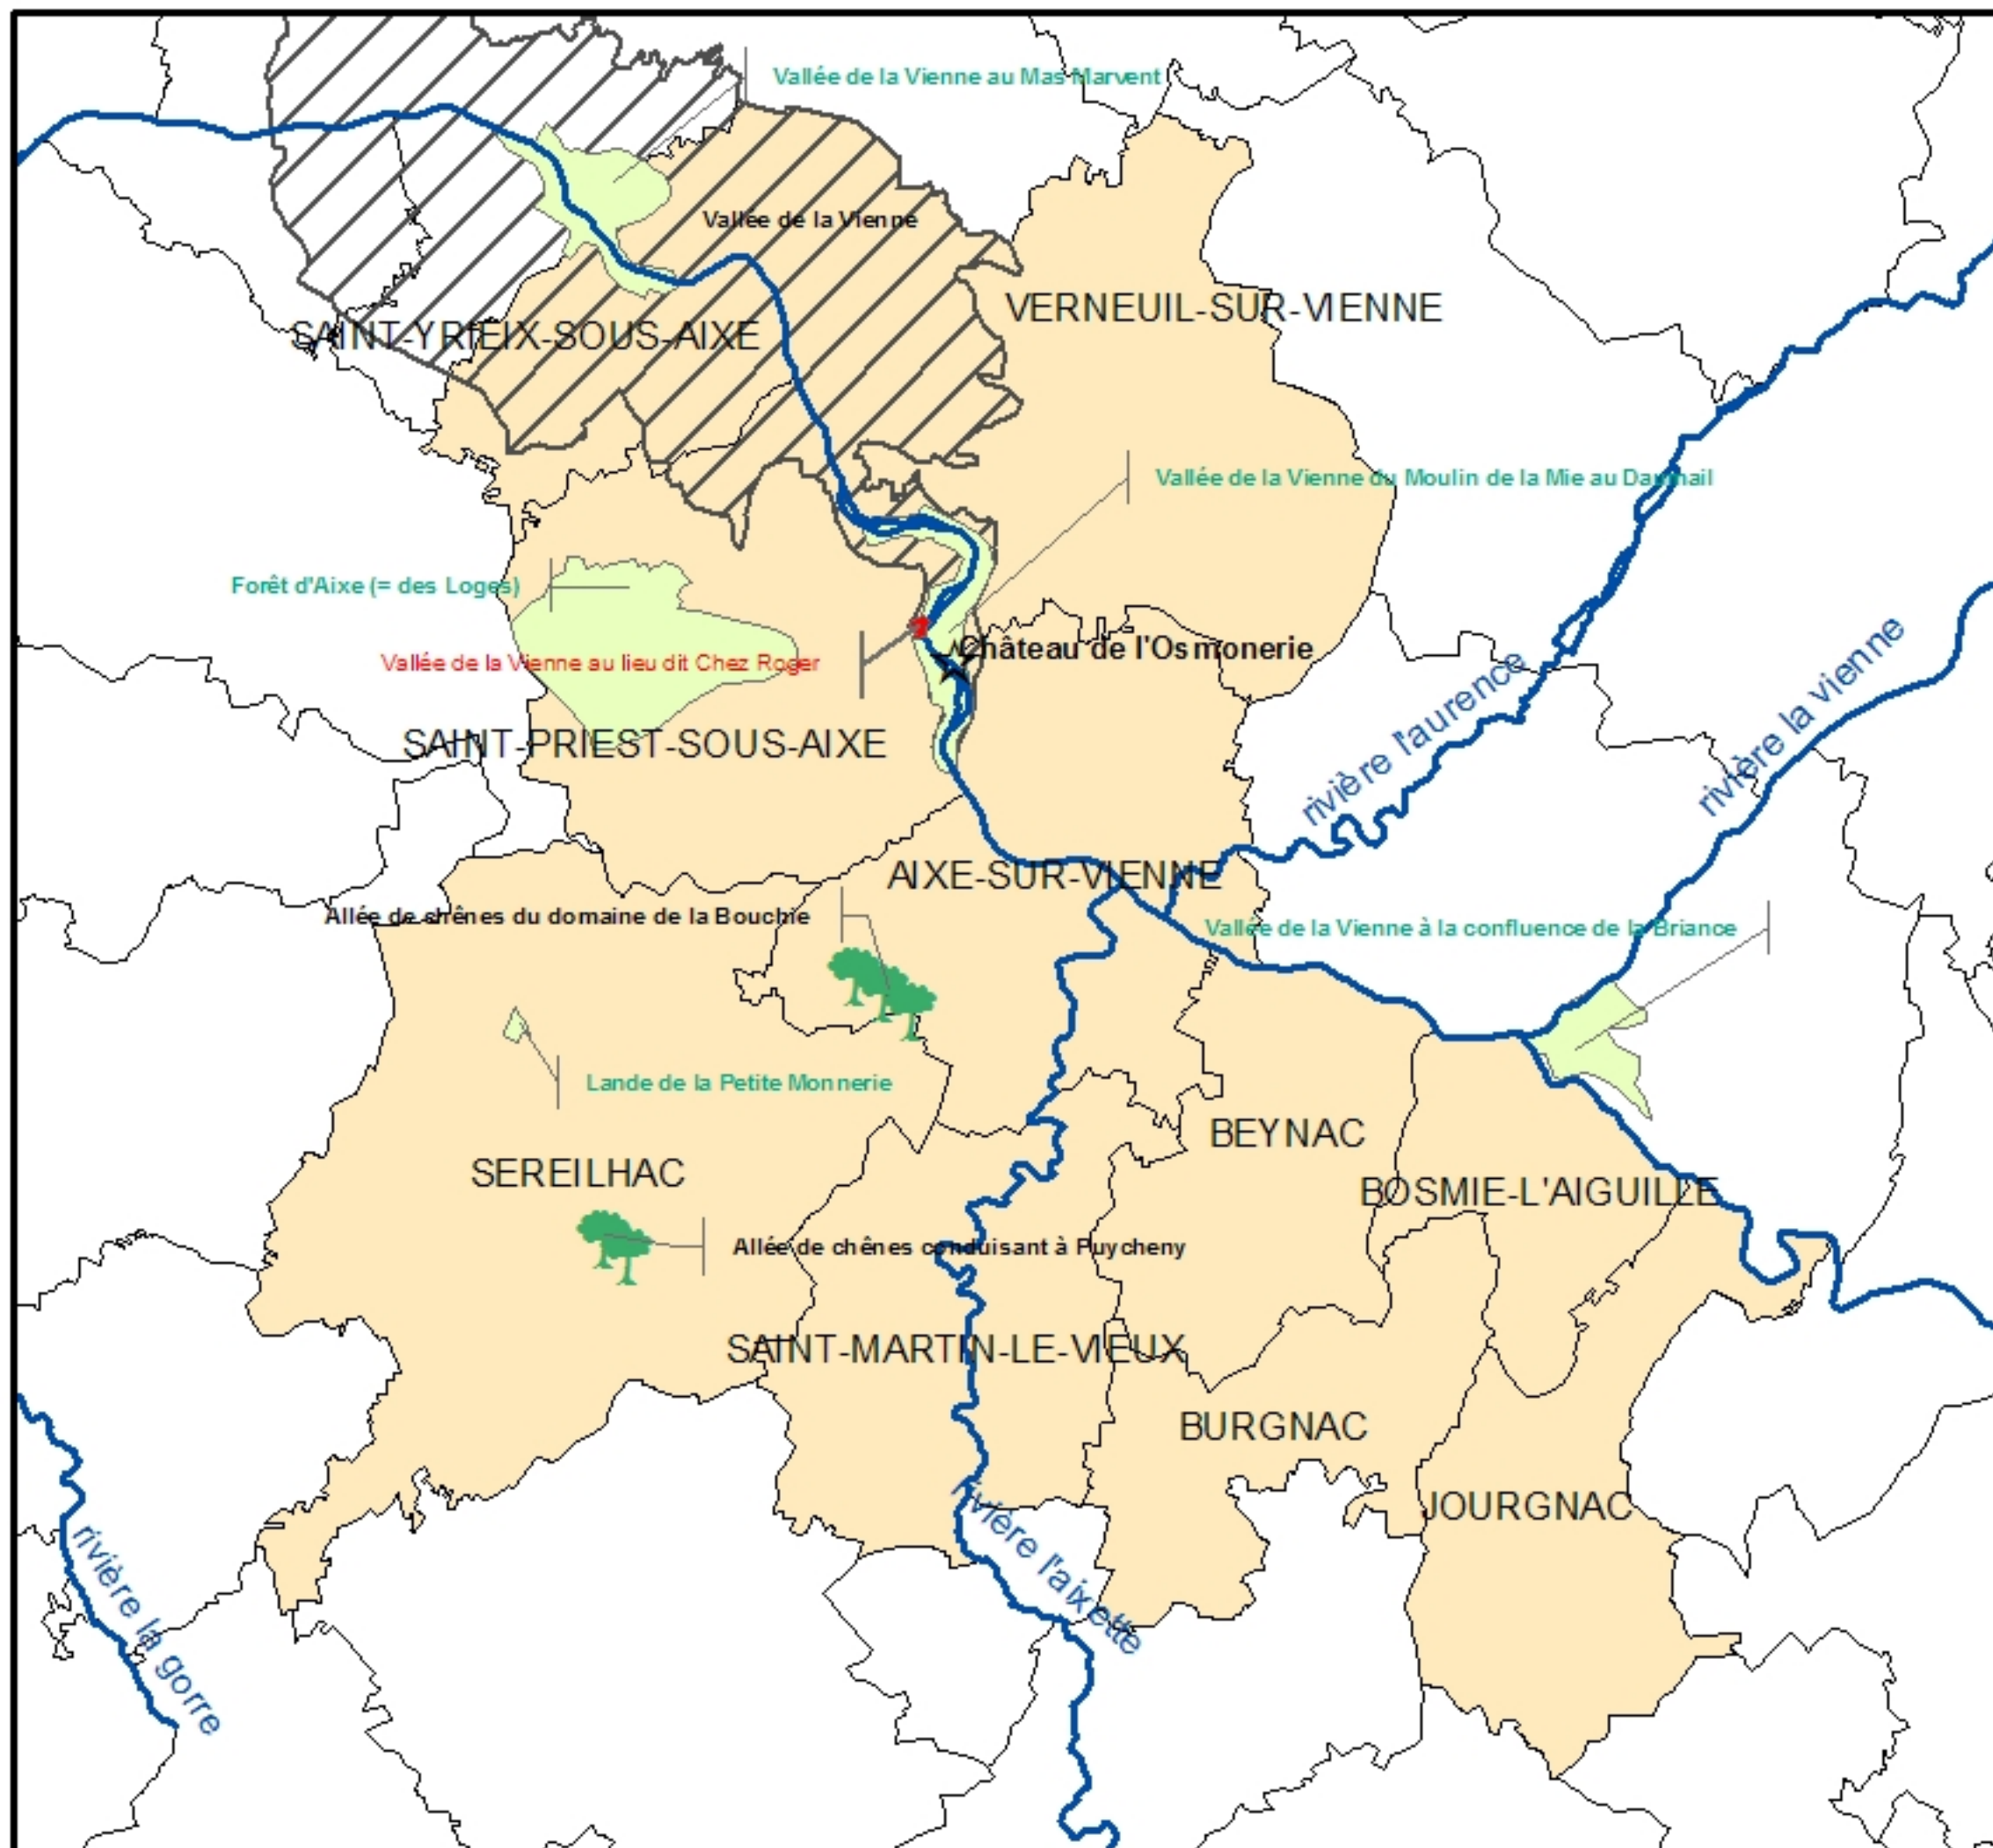 Vallée de la Vienne au Mas Marvent
Vallée de la Vienne
VERNEUIL-SUR-VIENNE
SAINT-YRIEIX-SOUS-AIXE
Vallée de la Vienne du Moulin de la Mie au Daumail
Forêt d'Aixe (= des Loges)
Château de l'Osmonerie
Vallée de la Vienne au lieu dit Chez Roger
rivière l'aurence
rivière la vienne
SAINT-PRIEST-SOUS-AIXE
AIXE-SUR-VIENNE
Allée de chênes du domaine de la Bouchie
Vallée de la Vienne à la confluence de la Briance
Lande de la Petite Monnerie
BEYNAC
SEREILHAC
BOSMIE-L'AIGUILLE
Allée de chênes conduisant à Puycheny
SAINT-MARTIN-LE-VIEUX
BURGNAC
JOURGNAC
rivière l'aixette
rivière la gorre